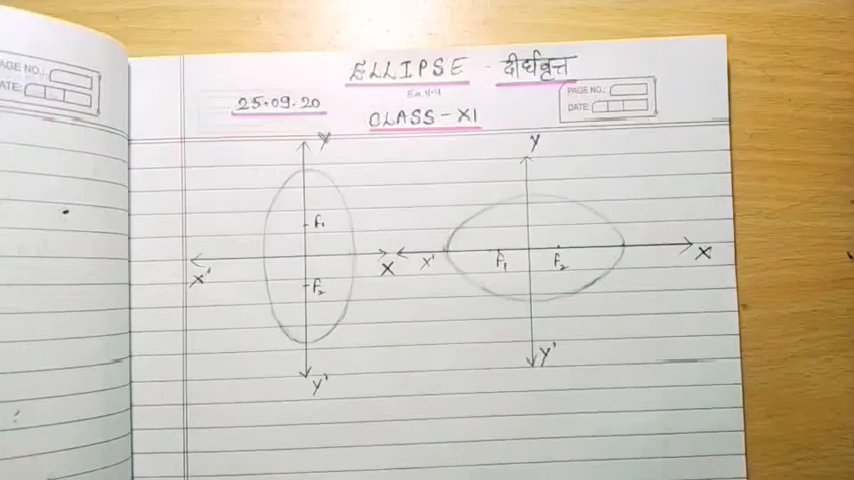 PAGE NO.:
DATE:
ELLIPSE - दीर्घवृत्त
Ex 11.4
25.09.20
PAGE NO.:
DATE:
CLASS-XI
Y
Y
F₁
X'
X
X'
F₁
F₂
X
F₂
Y'
Y'